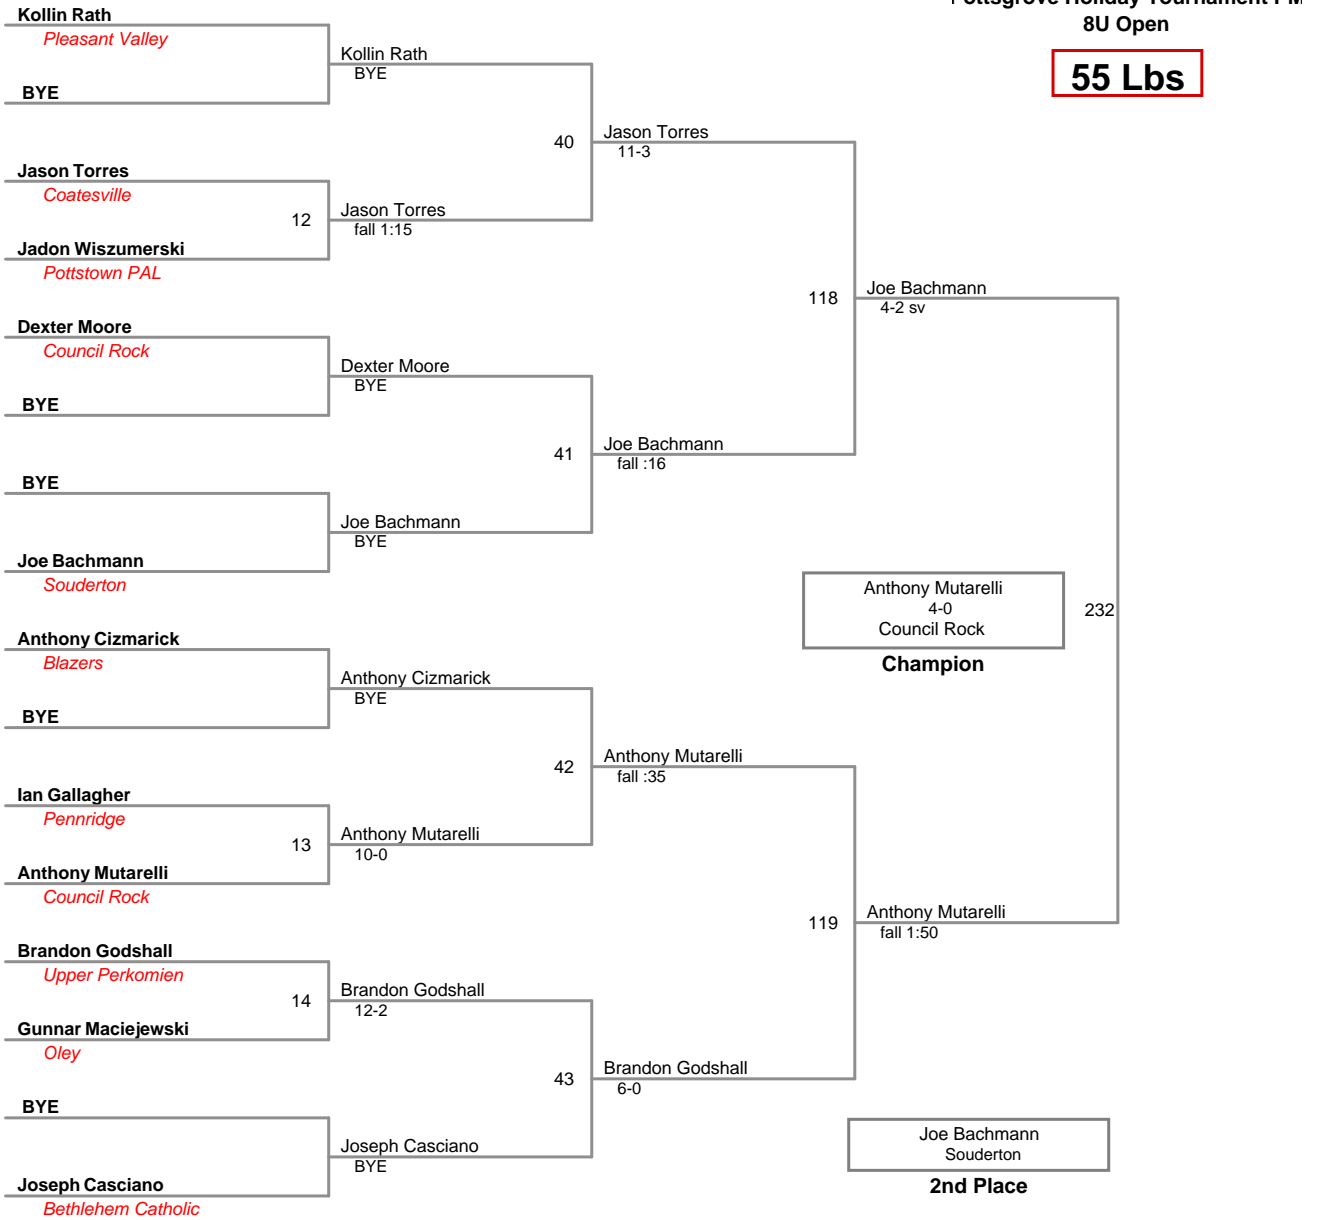 Pottsgrove Holiday Tournament PM
8U Open
55 Lbs
Kollin Rath
Pleasant Valley
BYE
Jason Torres
Coatesville
12
Jadon Wiszumerski
Pottstown PAL
Dexter Moore
Council Rock
BYE
BYE
Joe Bachmann
Souderton
Anthony Cizmarick
Blazers
BYE
Ian Gallagher
Pennridge
13
Anthony Mutarelli
Council Rock
Brandon Godshall
Upper Perkomien
14
Gunnar Maciejewski
Oley
BYE
Joseph Casciano
Bethlehem Catholic
Kollin Rath
BYE
40
Jason Torres
fall 1:15
Dexter Moore
BYE
41
Joe Bachmann
BYE
Anthony Cizmarick
BYE
42
Anthony Mutarelli
10-0
Brandon Godshall
12-2
43
Joseph Casciano
BYE
Jason Torres
11-3
118
Joe Bachmann
fall :16
Anthony Mutarelli
fall :35
119
Brandon Godshall
6-0
Joe Bachmann
4-2 sv
232
Anthony Mutarelli
fall 1:50
Anthony Mutarelli
4-0
Council Rock
Champion
Joe Bachmann
Souderton
2nd Place